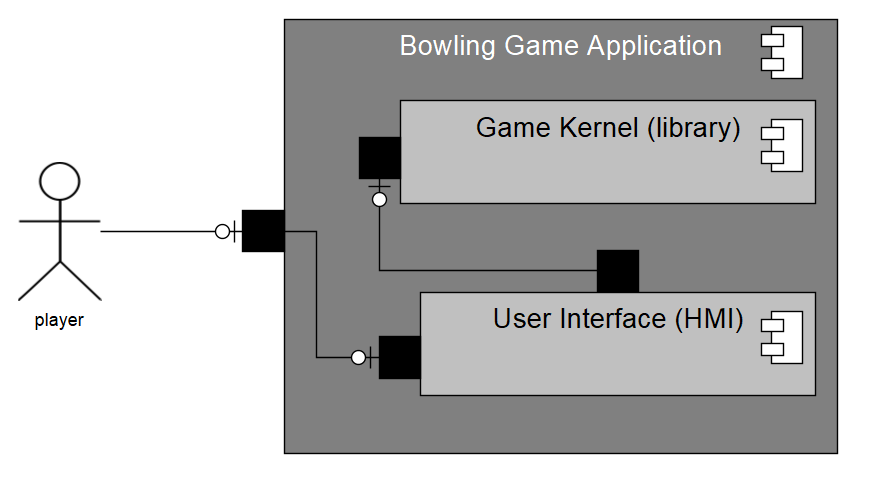 Bowling Game Application
Game Kernel (library)
player
User Interface (HMI)